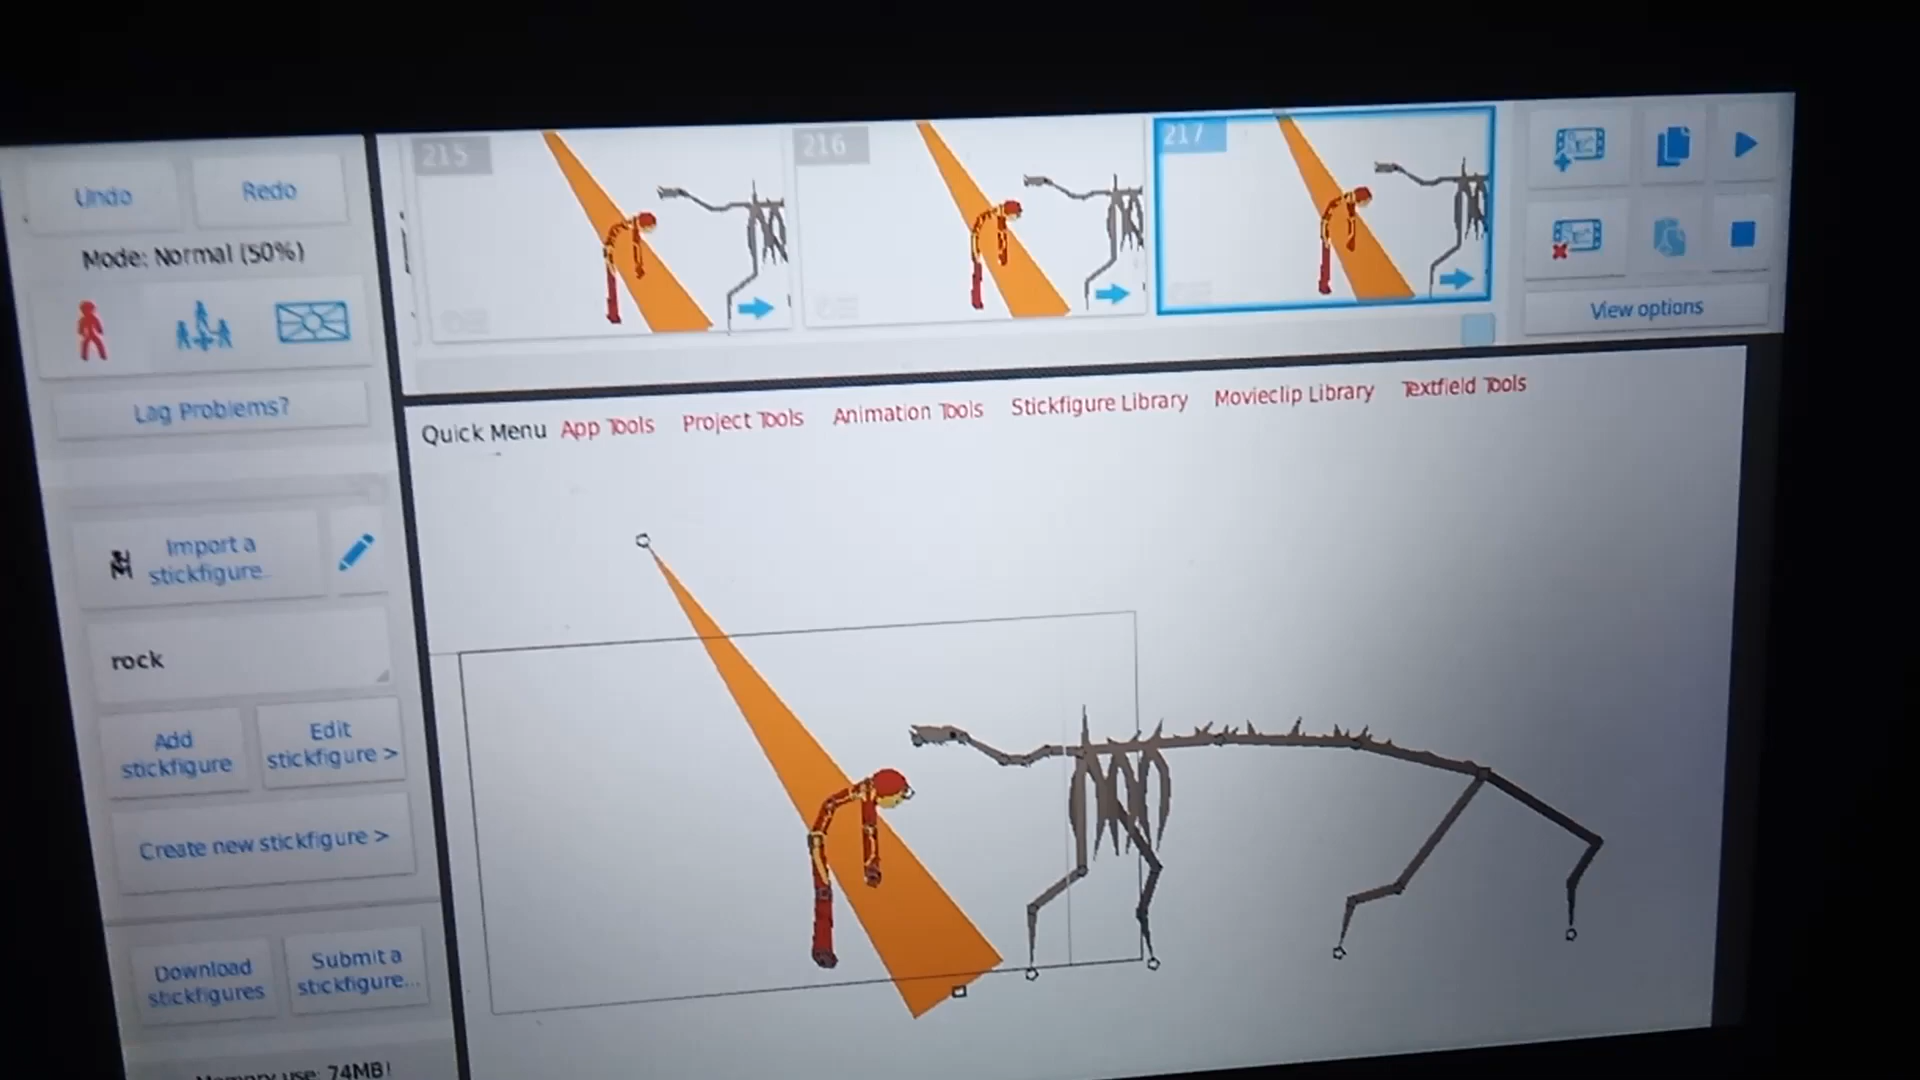 Undo
Redo
Mode: Normal (50%)
Lag Problems?
215
216
217
View options
Quick Menu App Tools Project Tools Animation Tools Stickfigure Library Movieclip Library Textfield Tools
Import a
stickfigure..
rock
Add
stickfigure
Edit
stickfigure >
Create new stickfigure >
Download
stickfigures
Submit a
stickfigure...
Memory use: 74MB!